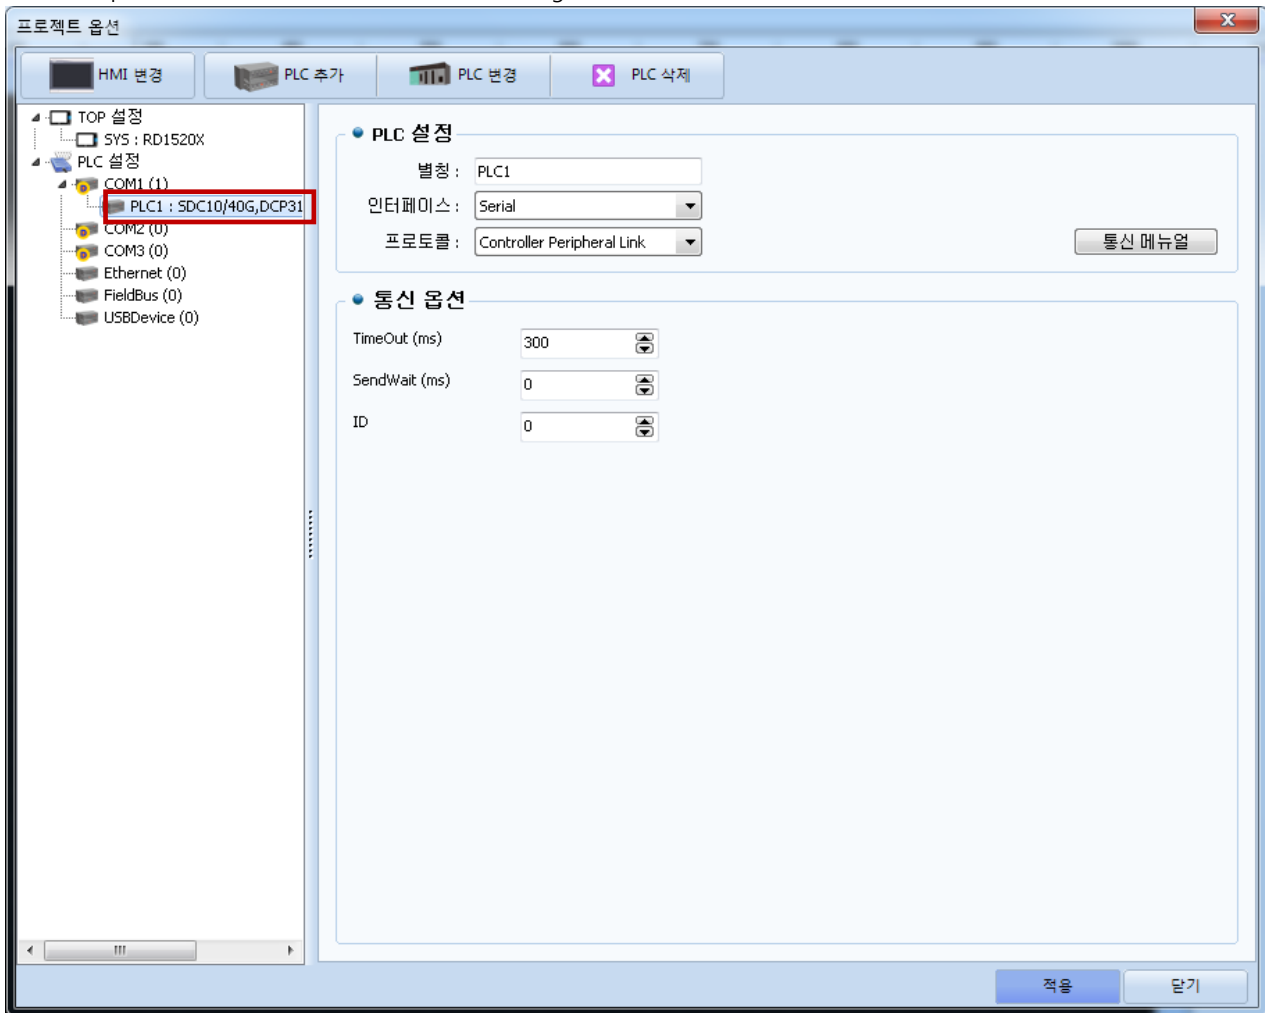 프로젝트 옵션
HMI 변경 PLC 추가 PLC 변경 PLC 삭제
TOP 설정
SYS : RD1520X
PLC 설정
COM1 (1)
PLC1 : SDC10/40G,DCP31
COM2 (0)
COM3 (0)
Ethernet (0)
FieldBus (0)
USBDevice (0)
PLC 설정
별칭 : PLC1
인터페이스 : Serial
프로토콜 : Controller Peripheral Link
통신 메뉴얼
통신 옵션
TimeOut (ms) 300
SendWait (ms) 0
ID 0
적용 닫기